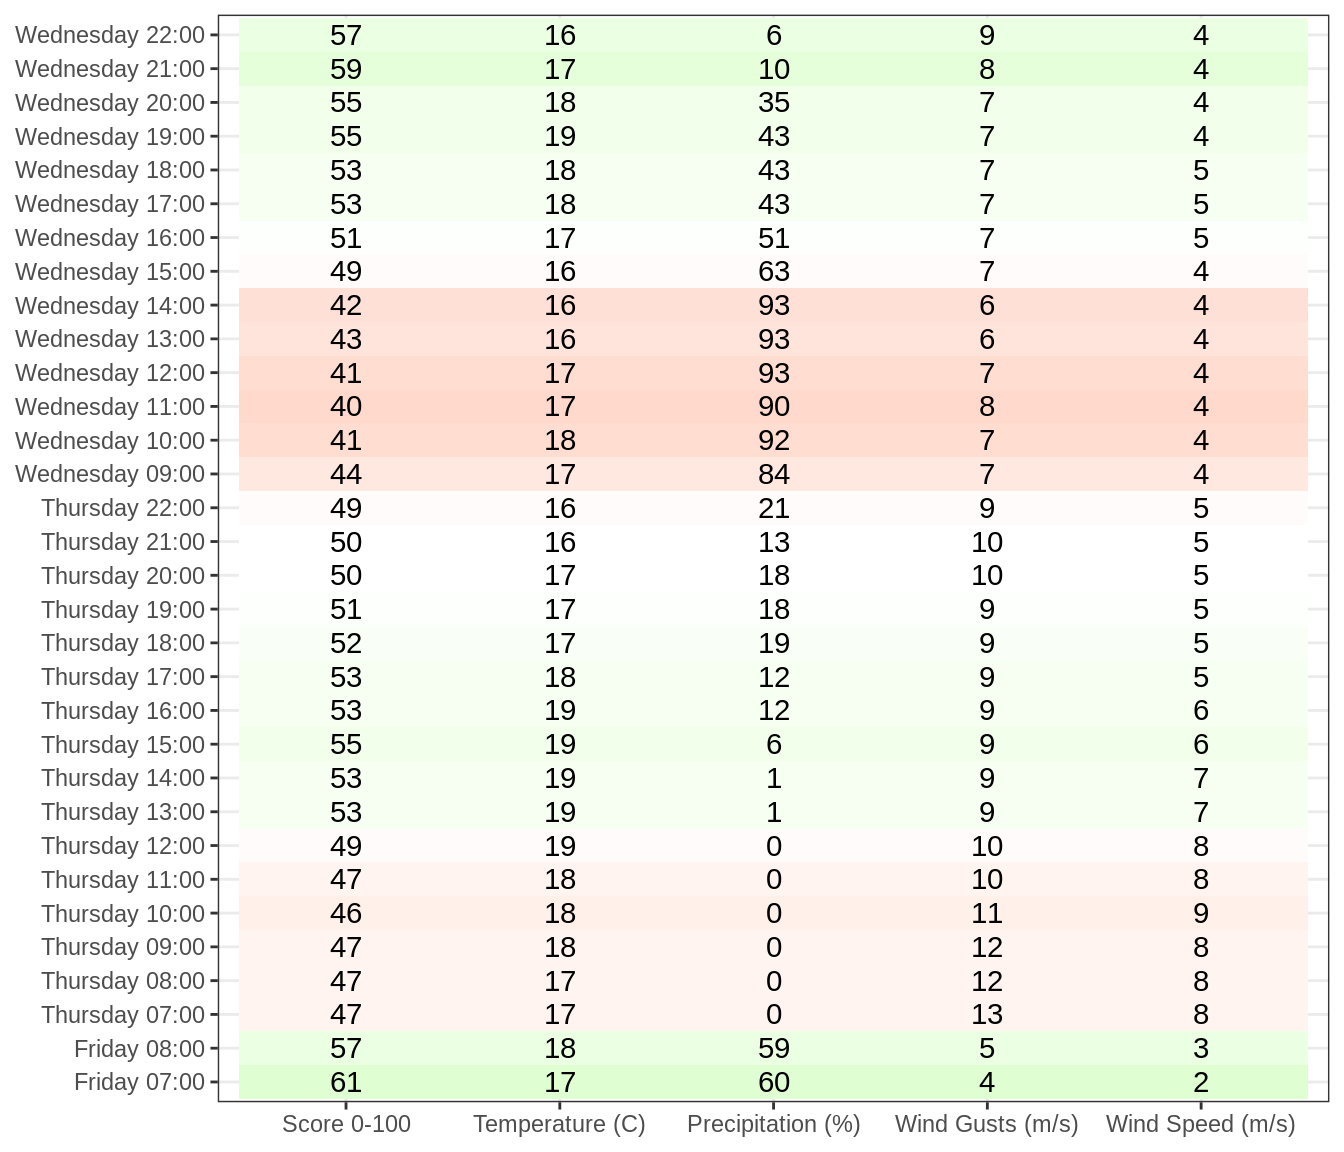 Wednesday 22:00 57 16 6 9 4
Wednesday 21:00 59 17 10 8 4
Wednesday 20:00 55 18 35 7 4
Wednesday 19:00 55 19 43 7 4
Wednesday 18:00 53 18 43 7 5
Wednesday 17:00 53 18 43 7 5
Wednesday 16:00 51 17 51 7 5
Wednesday 15:00 49 16 63 7 4
Wednesday 14:00 42 16 93 6 4
Wednesday 13:00 43 16 93 6 4
Wednesday 12:00 41 17 93 7 4
Wednesday 11:00 40 17 90 8 4
Wednesday 10:00 41 18 92 7 4
Wednesday 09:00 44 17 84 7 4
Thursday 22:00 49 16 21 9 5
Thursday 21:00 50 16 13 10 5
Thursday 20:00 50 17 18 10 5
Thursday 19:00 51 17 18 9 5
Thursday 18:00 52 17 19 9 5
Thursday 17:00 53 18 12 9 5
Thursday 16:00 53 19 12 9 6
Thursday 15:00 55 19 6 9 6
Thursday 14:00 53 19 1 9 7
Thursday 13:00 53 19 1 9 7
Thursday 12:00 49 19 0 10 8
Thursday 11:00 47 18 0 10 8
Thursday 10:00 46 18 0 11 9
Thursday 09:00 47 18 0 12 8
Thursday 08:00 47 17 0 12 8
Thursday 07:00 47 17 0 13 8
Friday 08:00 57 18 59 5 3
Friday 07:00 61 17 60 4 2
Score 0-100 Temperature (C) Precipitation (%) Wind Gusts (m/s) Wind Speed (m/s)